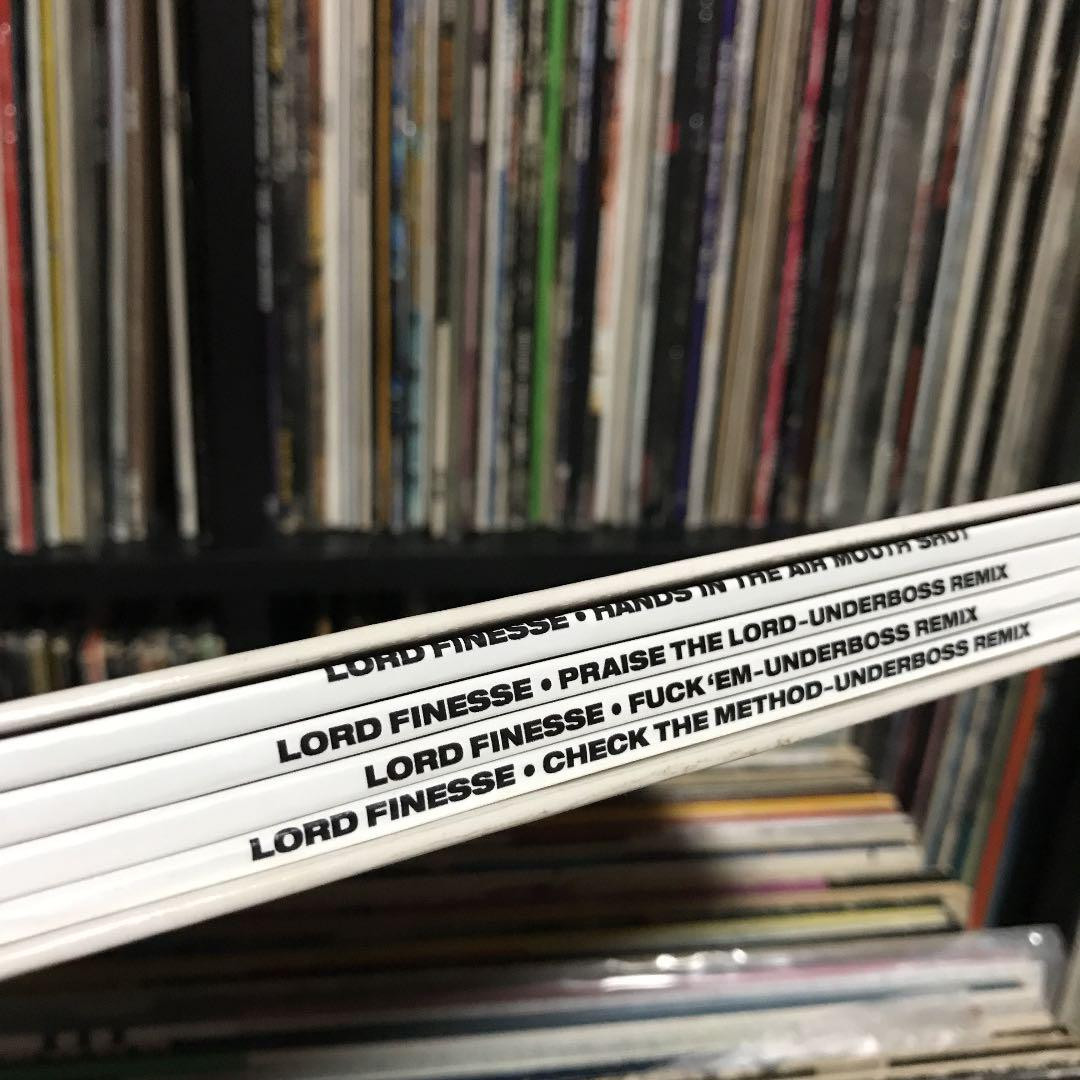 LORD FINESSE • HANDS IN THE AIR MOUTH SHUT
LORD FINESSE • PRAISE THE LORD-UNDERBOSS REMIX
LORD FINESSE • FUCK 'EM-UNDERBOSS REMIX
LORD FINESSE • CHECK THE METHOD-UNDERBOSS REMIX